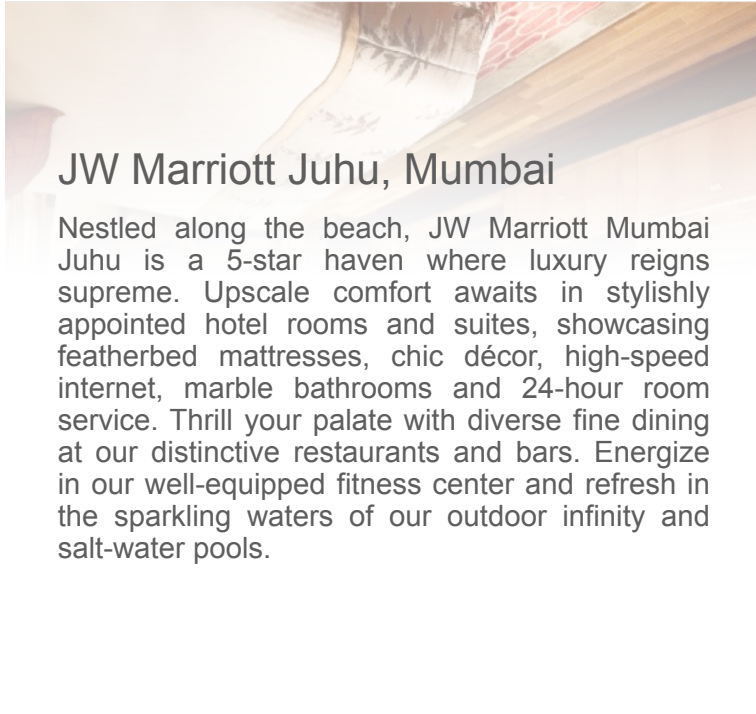 JW Marriott Juhu, Mumbai
Nestled along the beach, JW Marriott Mumbai
Juhu is a 5-star haven where luxury reigns
supreme. Upscale comfort awaits in stylishly
appointed hotel rooms and suites, showcasing
featherbed mattresses, chic décor, high-speed
internet, marble bathrooms and 24-hour room
service. Thrill your palate with diverse fine dining
at our distinctive restaurants and bars. Energize
in our well-equipped fitness center and refresh in
the sparkling waters of our outdoor infinity and
salt-water pools.